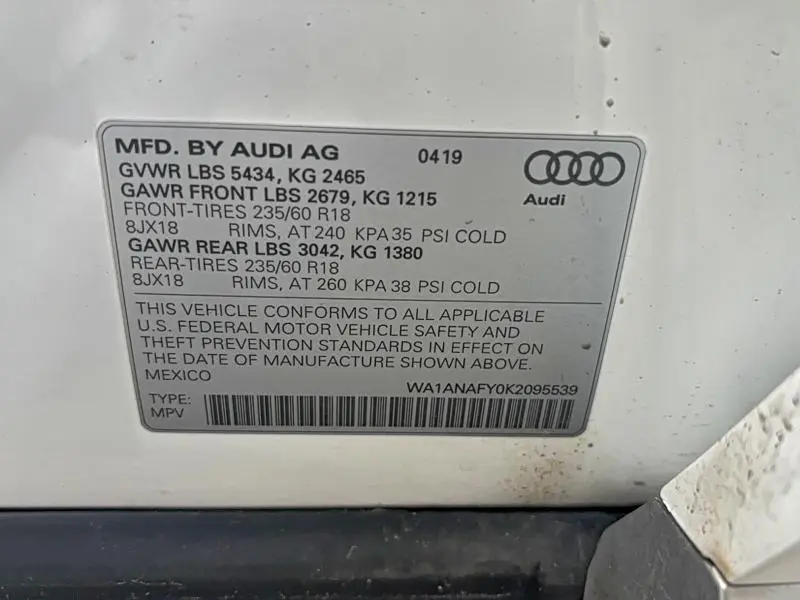 MFD. BY AUDI AG 0419
GVWR LBS 5434, KG 2465
GAWR FRONT LBS 2679, KG 1215
FRONT-TIRES 235/60 R18
8JX18 RIMS, AT 240 KPA 35 PSI COLD
GAWR REAR LBS 3042, KG 1380
REAR-TIRES 235/60 R18
8JX18 RIMS, AT 260 KPA 38 PSI COLD
Audi
THIS VEHICLE CONFORMS TO ALL APPLICABLE
U.S. FEDERAL MOTOR VEHICLE SAFETY AND
THEFT PREVENTION STANDARDS IN EFFECT ON
THE DATE OF MANUFACTURE SHOWN ABOVE.
MEXICO
WA1ANAFY0K2095539
TYPE:
MPV